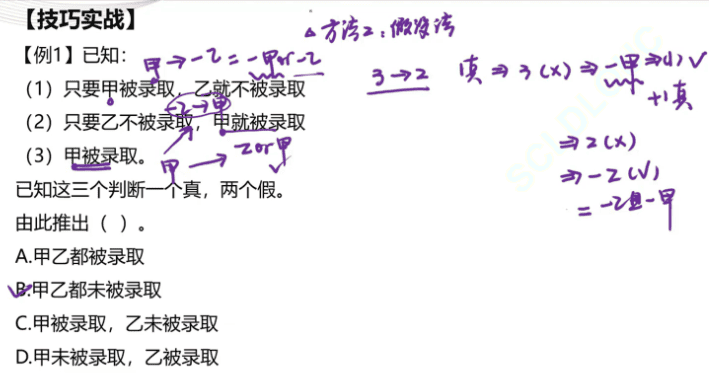 【技巧实战】
△方法2：假设法
【例1】已知：
甲→-乙=-甲or-乙
（1）只要甲被录取，乙就不被录取
3→2 1真⇒3(×)⇒-甲⇒(1)√
+1真
-乙→甲
（2）只要乙不被录取，甲就被录取
⇒2(×)
（3）甲被录取。
甲→乙or甲
⇒-2(√)
=-乙且-甲
已知这三个判断一个真，两个假。
由此推出（ ）。
A.甲乙都被录取
B.甲乙都未被录取
C.甲被录取，乙未被录取
D.甲未被录取，乙被录取